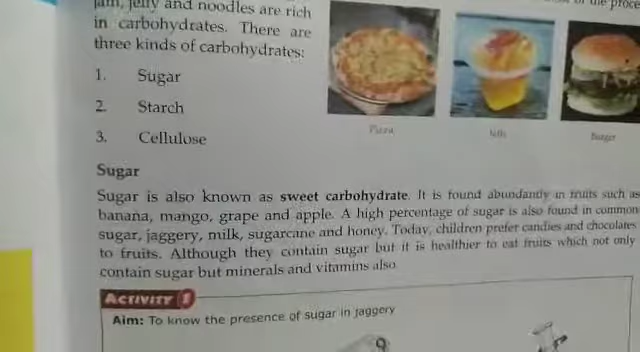 jam, jelly and noodles are rich
in carbohydrates. There are
three kinds of carbohydrates:
1. Sugar
2. Starch
3. Cellulose
Pizza
Jelly
Burger
Sugar
Sugar is also known as sweet carbohydrate. It is found abundantly in fruits such as
banana, mango, grape and apple. A high percentage of sugar is also found in common
sugar, jaggery, milk, sugarcane and honey. Today, children prefer candies and chocolates
to fruits. Although they contain sugar but it is healthier to eat fruits which not only
contain sugar but minerals and vitamins also
ACTIVITY 1
Aim: To know the presence of sugar in jaggery